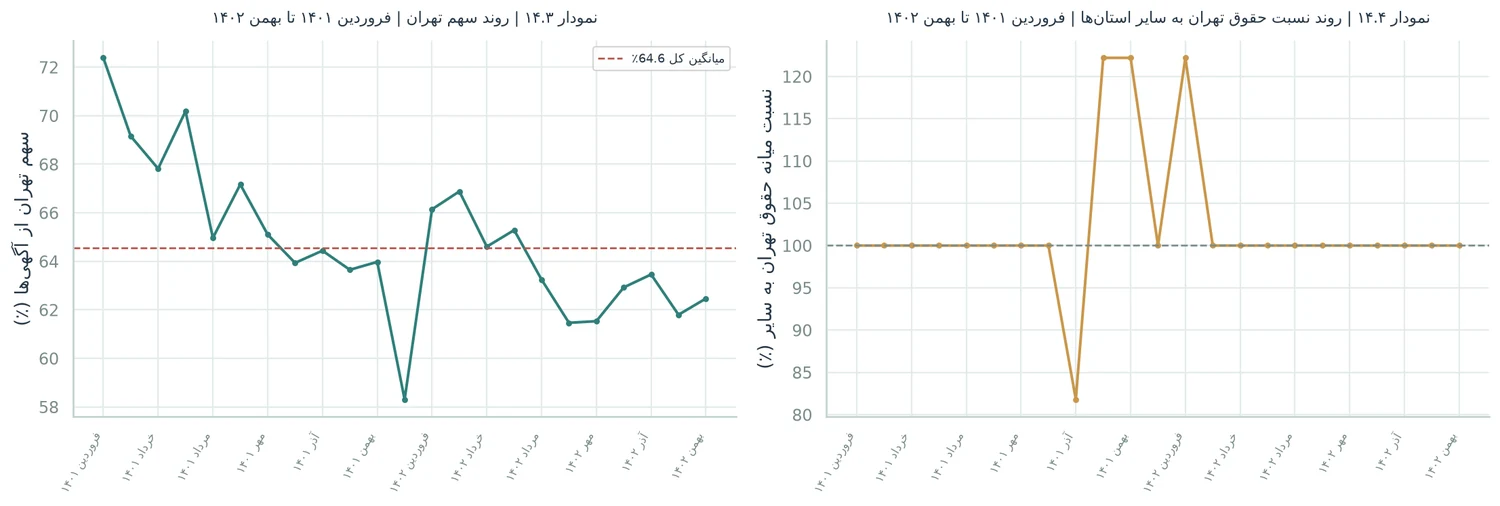 نمودار ۱۴.۳ | روند سهم تهران | فروردین ۱۴۰۱ تا بهمن ۱۴۰۲
میانگین کل 64.6٪
سهم تهران از آگهی‌ها (٪)
72
70
68
66
64
62
60
58
فروردین ۱۴۰۱
خرداد ۱۴۰۱
مرداد ۱۴۰۱
مهر ۱۴۰۱
آذر ۱۴۰۱
بهمن ۱۴۰۱
فروردین ۱۴۰۲
خرداد ۱۴۰۲
مرداد ۱۴۰۲
مهر ۱۴۰۲
آذر ۱۴۰۲
بهمن ۱۴۰۲
نمودار ۱۴.۴ | روند نسبت حقوق تهران به سایر استان‌ها | فروردین ۱۴۰۱ تا بهمن ۱۴۰۲
نسبت میانه حقوق تهران به سایر (٪)
120
115
110
105
100
95
90
85
80
فروردین ۱۴۰۱
خرداد ۱۴۰۱
مرداد ۱۴۰۱
مهر ۱۴۰۱
آذر ۱۴۰۱
بهمن ۱۴۰۱
فروردین ۱۴۰۲
خرداد ۱۴۰۲
مرداد ۱۴۰۲
مهر ۱۴۰۲
آذر ۱۴۰۲
بهمن ۱۴۰۲